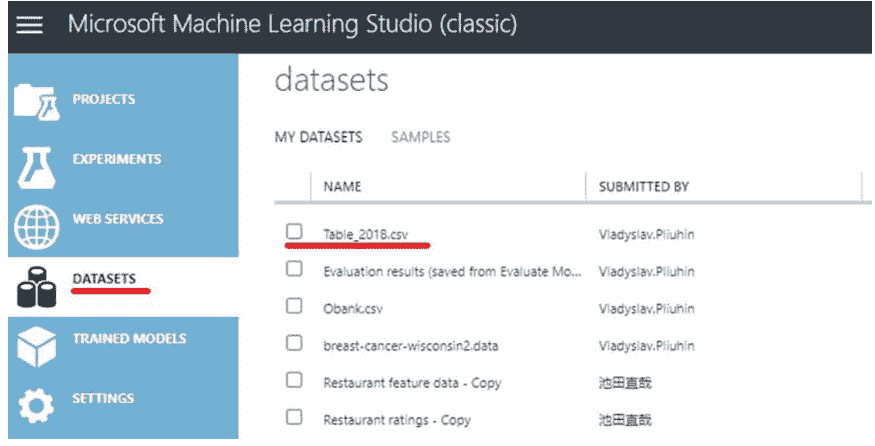 Microsoft Machine Learning Studio (classic)
PROJECTS
EXPERIMENTS
WEB SERVICES
DATASETS
TRAINED MODELS
SETTINGS
datasets
MY DATASETS SAMPLES
NAME SUBMITTED BY
Table_2018.csv Vladyslav.Pliuhin
Evaluation results (saved from Evaluate Mo... Vladyslav.Pliuhin
Obank.csv Vladyslav.Pliuhin
breast-cancer-wisconsin2.data Vladyslav.Pliuhin
Restaurant feature data - Copy 池田直哉
Restaurant ratings - Copy 池田直哉